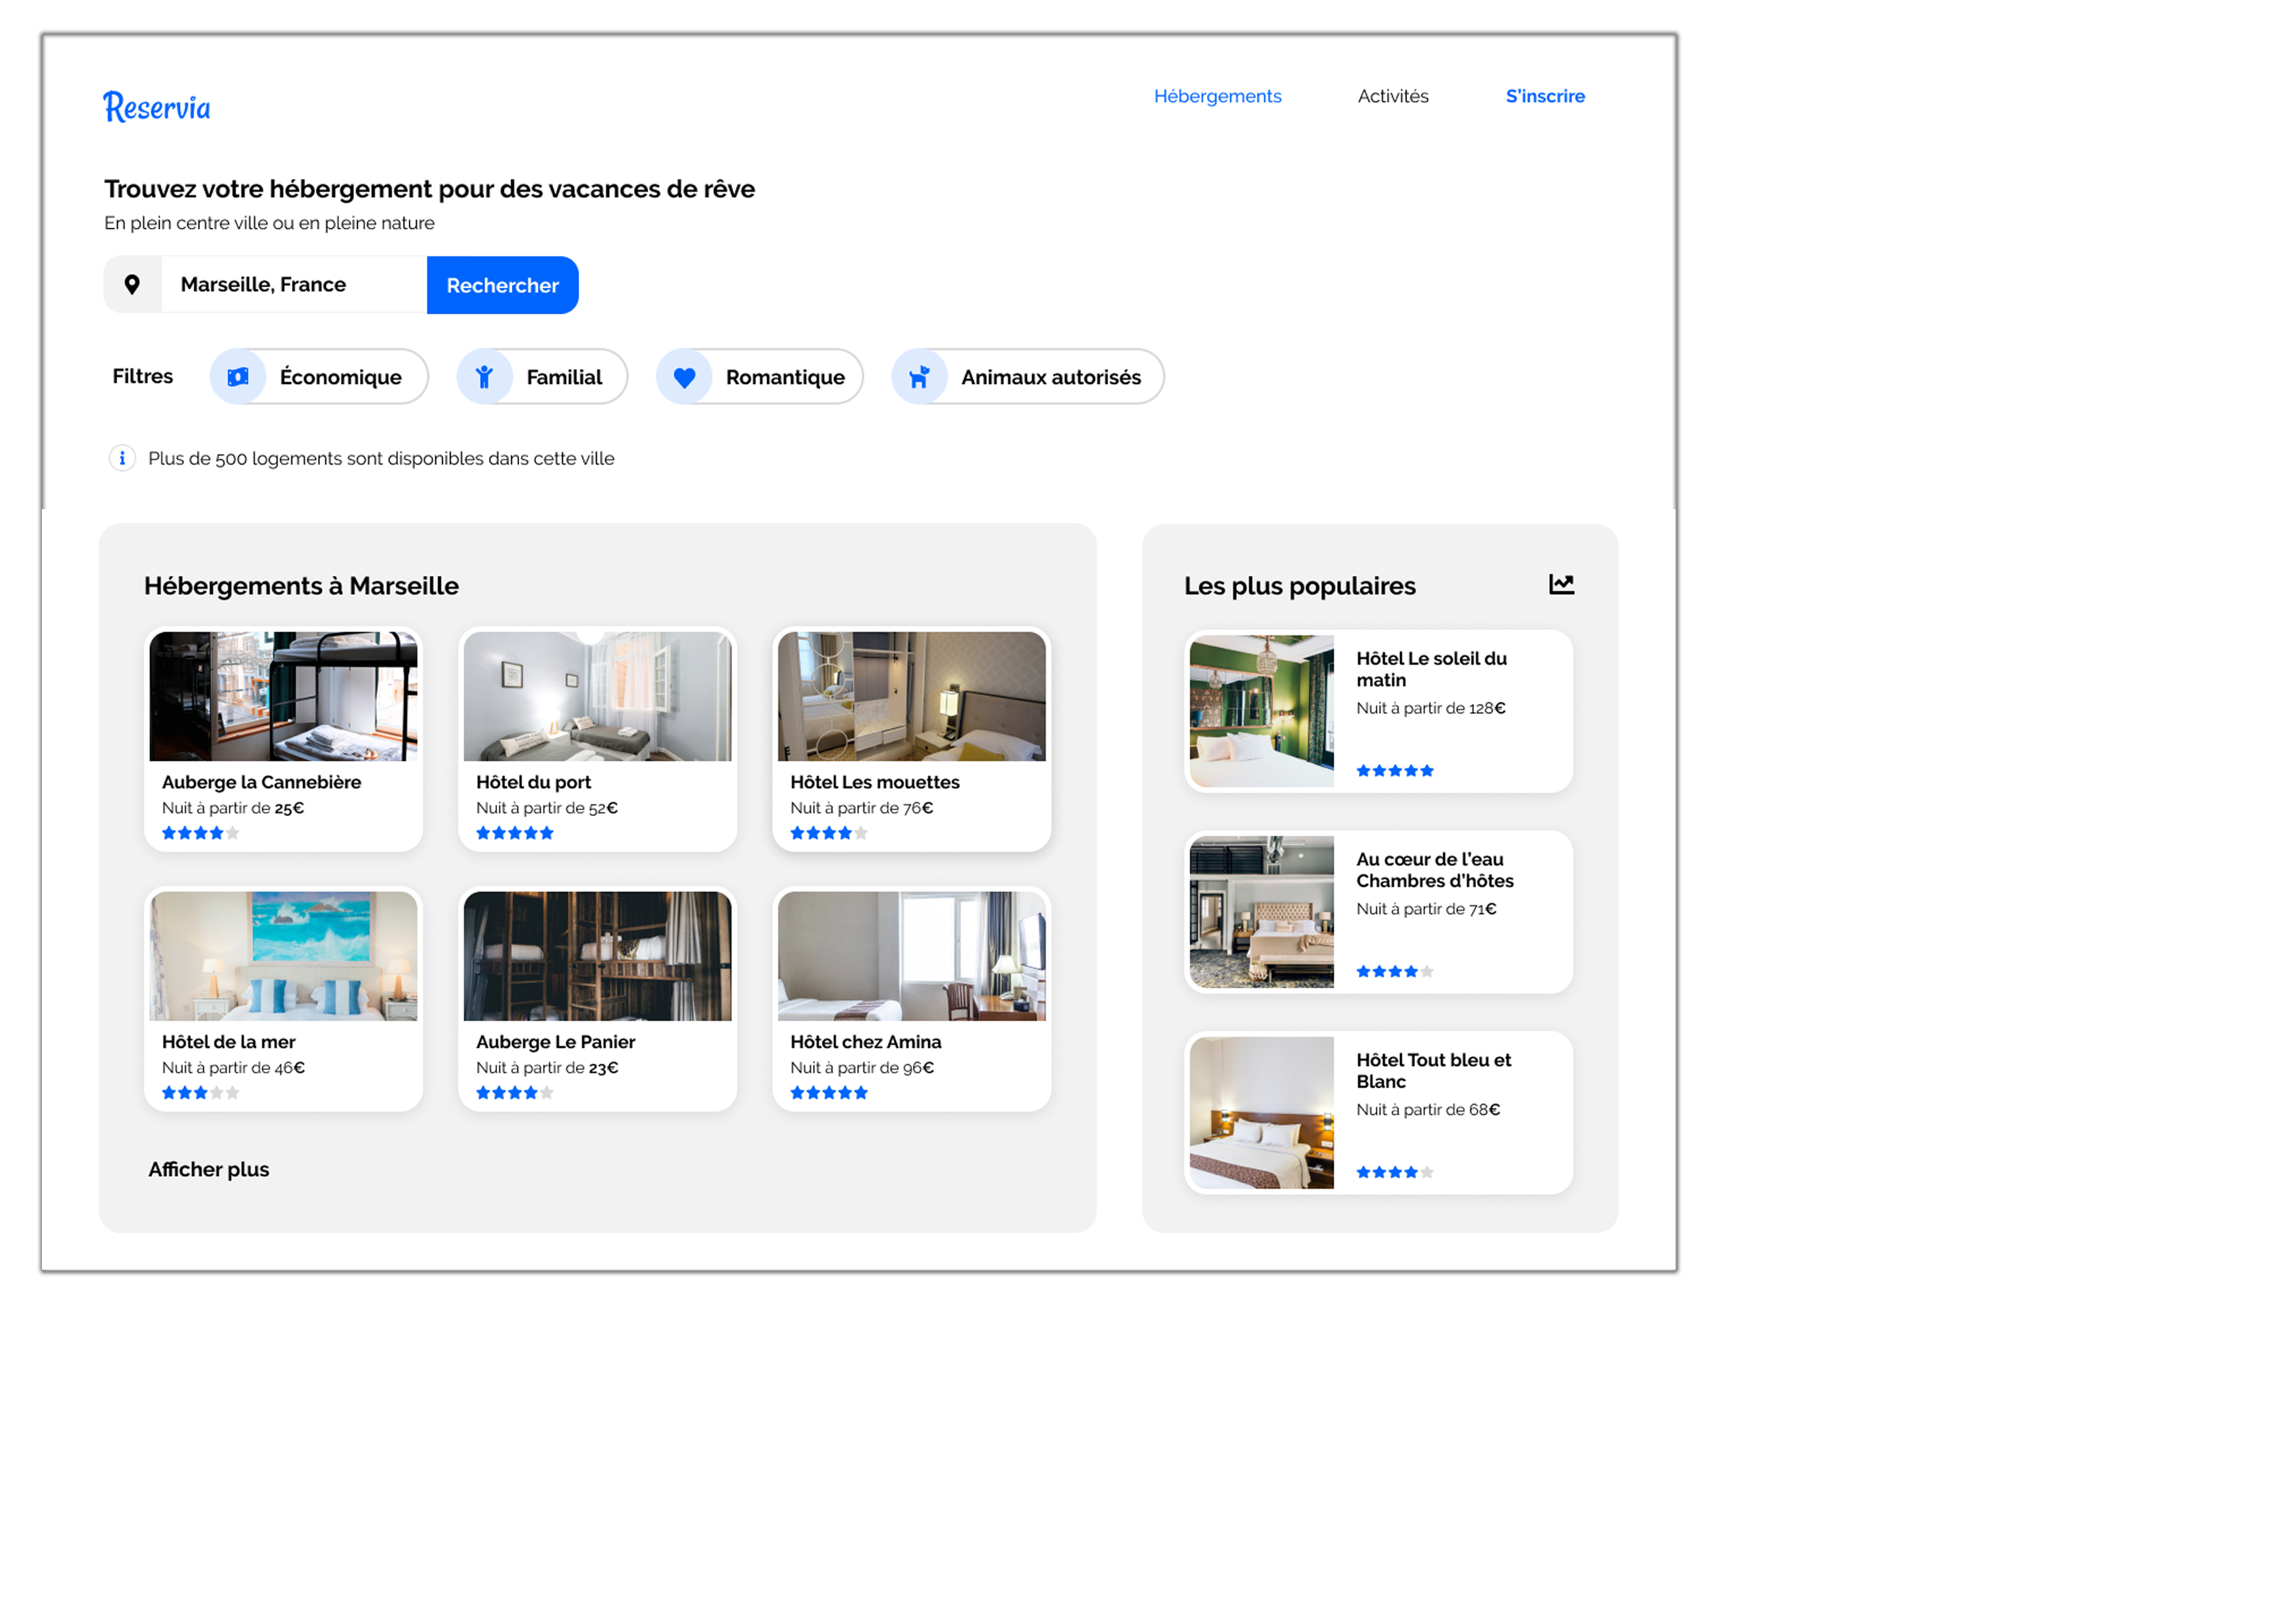 Reservia
Hébergements
Activités
S'inscrire
Trouvez votre hébergement pour des vacances de rêve
En plein centre ville ou en pleine nature
Marseille, France
Rechercher
Filtres
Économique
Familial
Romantique
Animaux autorisés
Plus de 500 logements sont disponibles dans cette ville
Hébergements à Marseille
Auberge la Cannebière
Nuit à partir de 25€
Hôtel du port
Nuit à partir de 52€
Hôtel Les mouettes
Nuit à partir de 76€
Hôtel de la mer
Nuit à partir de 46€
Auberge Le Panier
Nuit à partir de 23€
Hôtel chez Amina
Nuit à partir de 96€
Afficher plus
Les plus populaires
Hôtel Le soleil du
matin
Nuit à partir de 128€
Au cœur de l'eau
Chambres d'hôtes
Nuit à partir de 71€
Hôtel Tout bleu et
Blanc
Nuit à partir de 68€